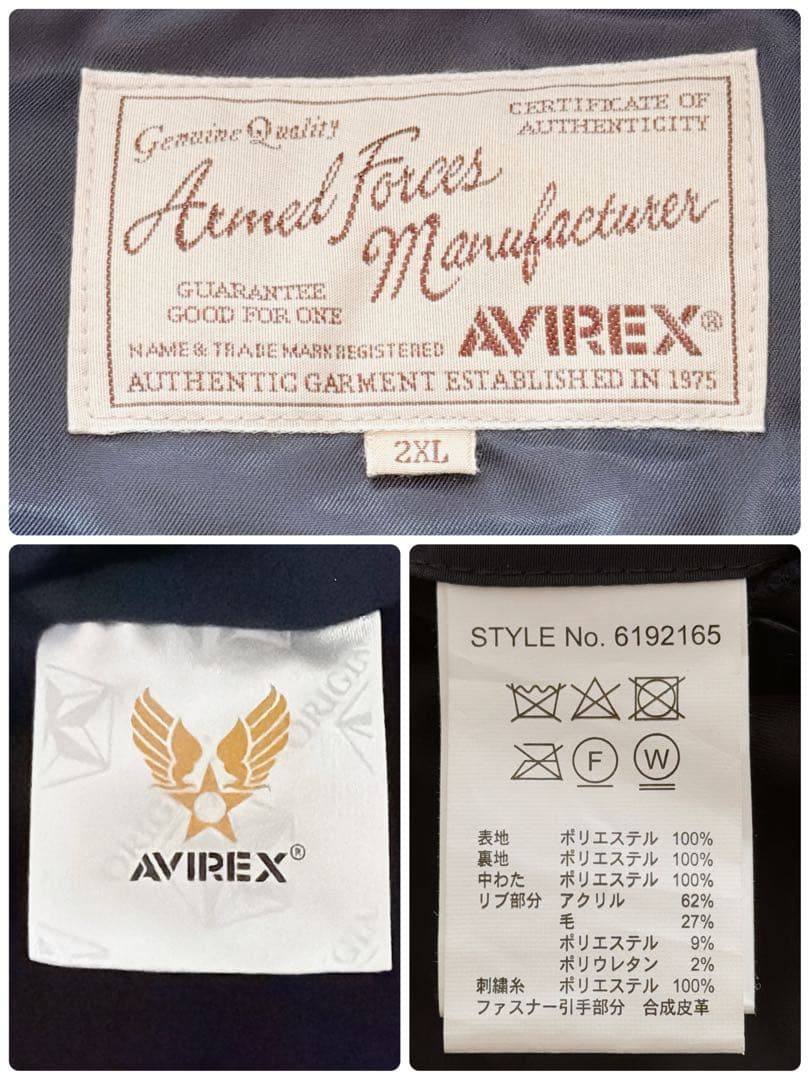 Genuine Quality
CERTIFICATE OF
AUTHENTICITY
Armed Forces
Manufacturer
GUARANTEE
GOOD FOR ONE
NAME & TRADE MARK REGISTERED
AVIREX®
AUTHENTIC GARMENT ESTABLISHED IN 1975
2XL
ORIGI
ORIGI
AVIREX®
STYLE No. 6192165
F
W
表地 ポリエステル 100%
裏地 ポリエステル 100%
中わた ポリエステル 100%
リブ部分 アクリル 62%
毛 27%
ポリエステル 9%
ポリウレタン 2%
刺繍糸 ポリエステル 100%
ファスナー引手部分 合成皮革